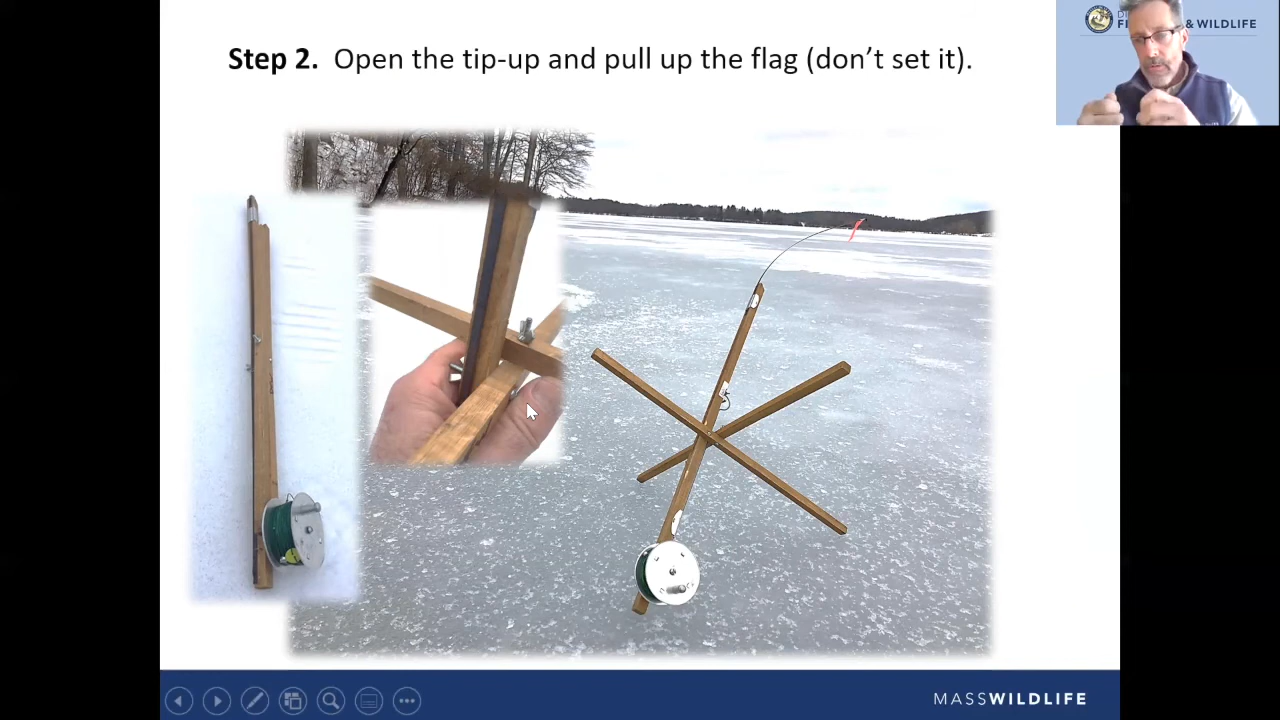 Step 2. Open the tip-up and pull up the flag (don't set it).
& WILDLIFE
MASSWILDLIFE